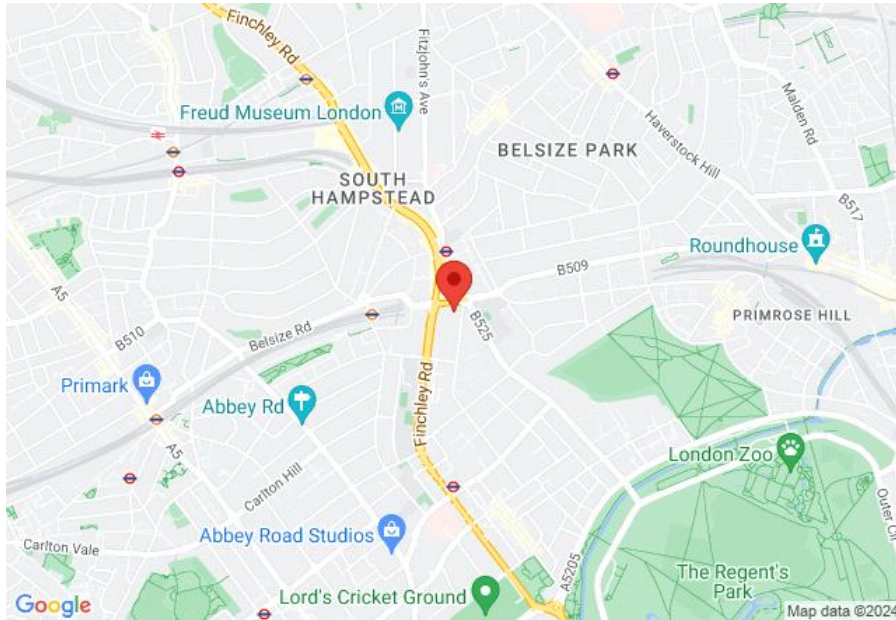 Finchley Rd
Fitzjohn's Ave
Freud Museum London
BELSIZE PARK
Haverstock Hill
Malden Rd
SOUTH
HAMPSTEAD
B517
Roundhouse
B509
A5
B510
Belsize Rd
B525
PRIMROSE HILL
Primark
Abbey Rd
Finchley Rd
A5
London Zoo
Carlton Hill
Outer Cir
Abbey Road Studios
Carlton Vale
A5205
The Regent's
Park
Lord's Cricket Ground
Google
Map data ©2024